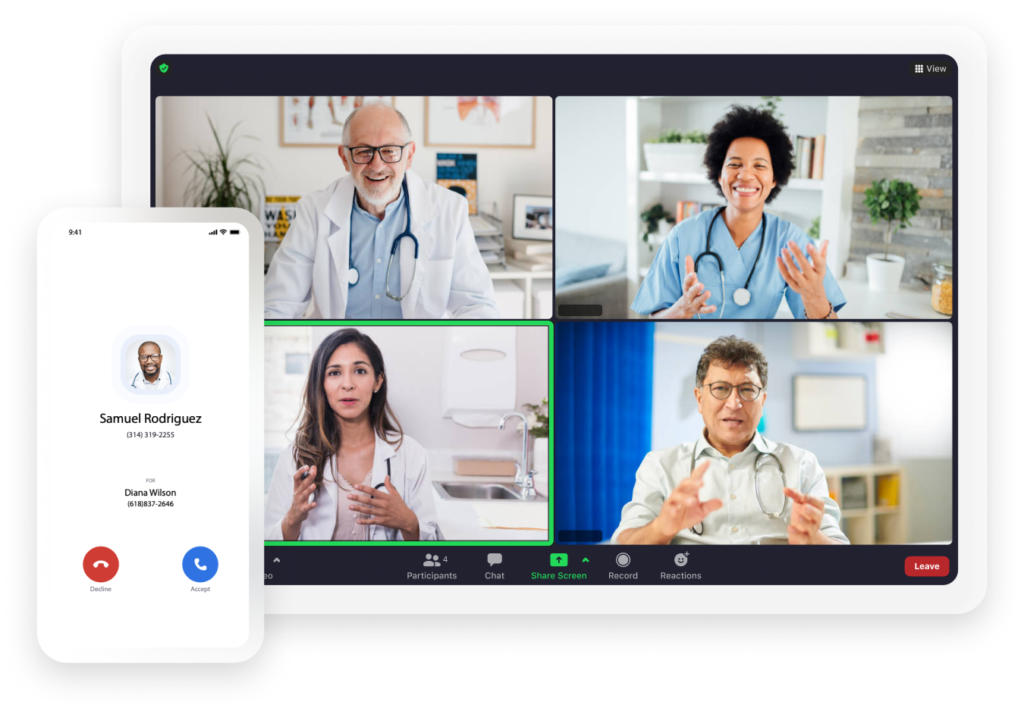 View
9:41
Samuel Rodriguez
(314) 319-2255
FOR
Diana Wilson
(618)837-2646
Decline
Accept
eo
Participants
4
Chat
Share Screen
Record
Reactions
Leave